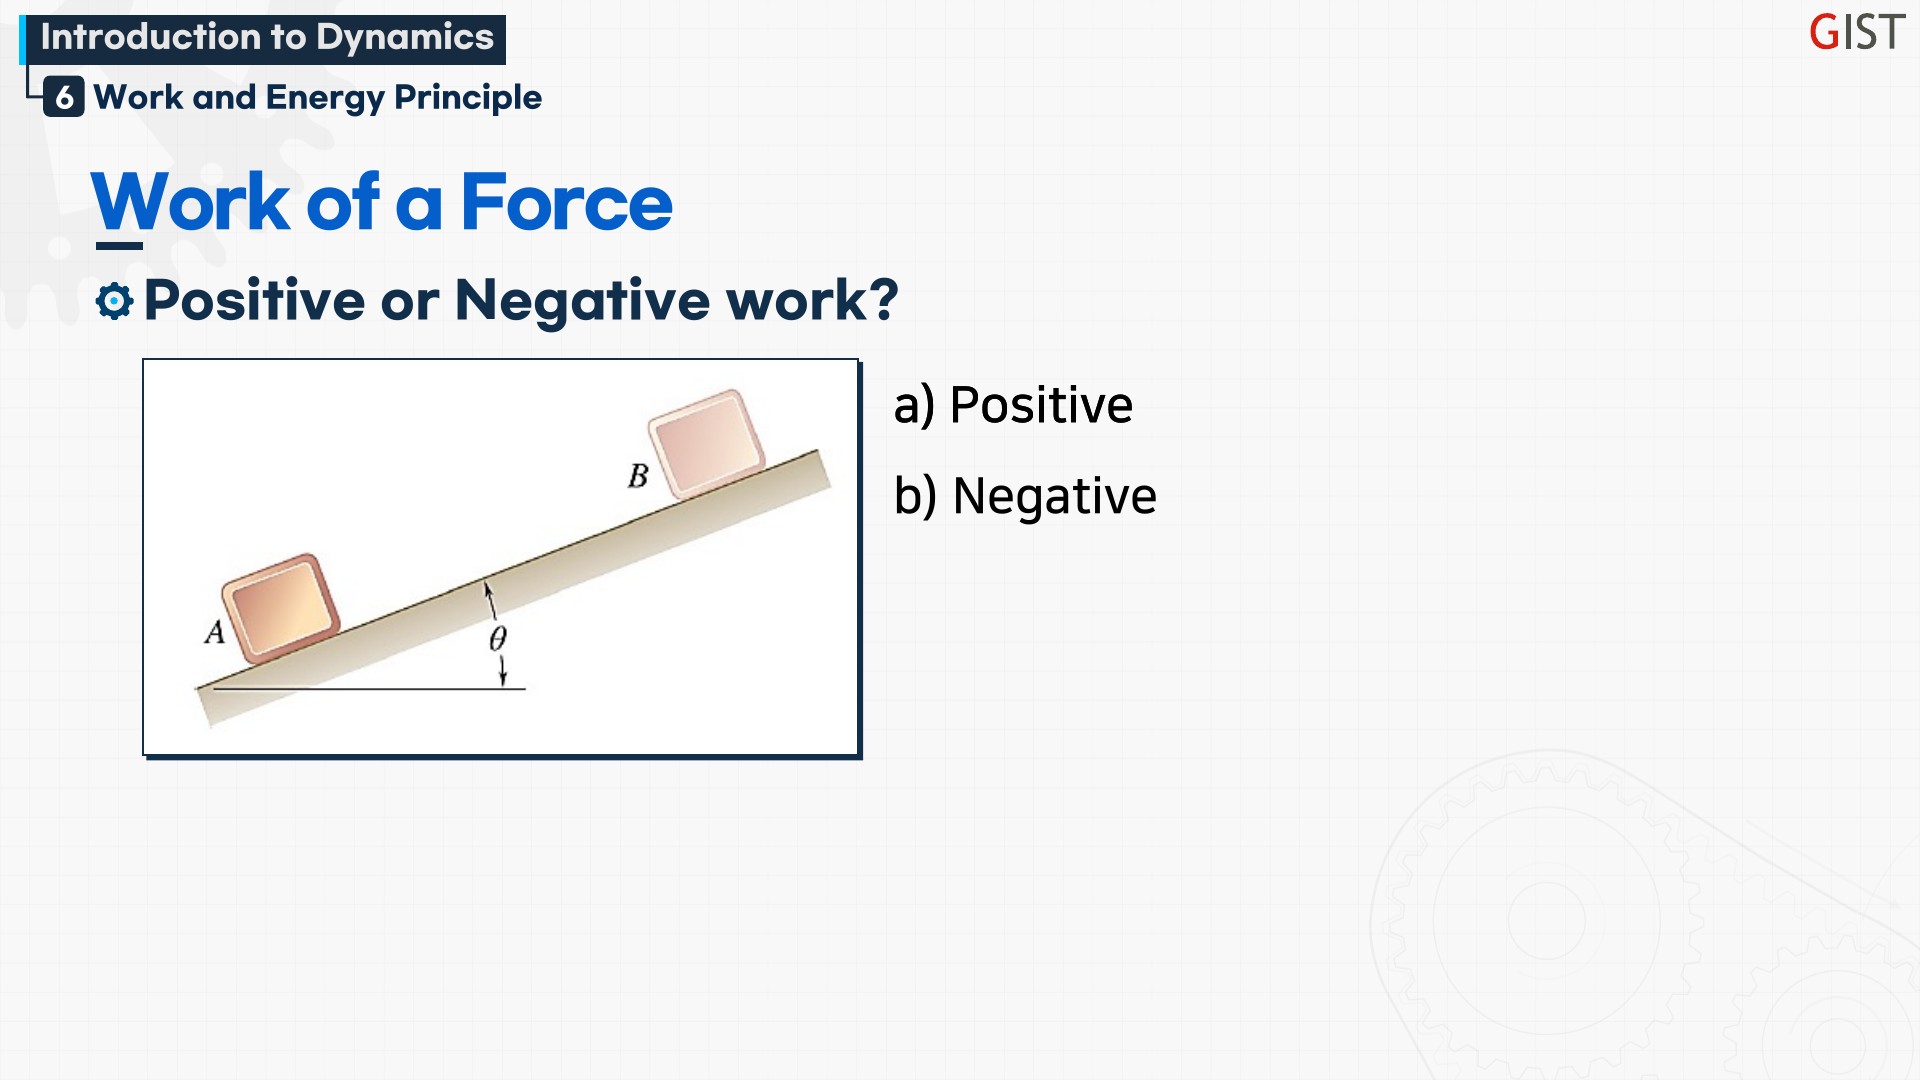 Introduction to Dynamics
GIST
6 Work and Energy Principle
Work of a Force
Positive or Negative work?
a) Positive
b) Negative
B
A
θ